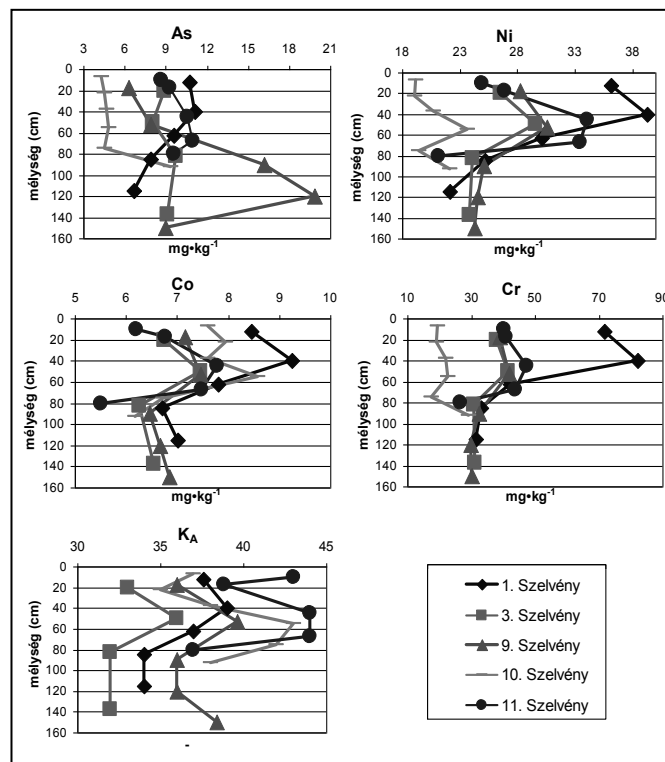 As
3 6 9 12 15 18 21
0
20
40
60
80
100
120
140
160
mélység (cm)
mg•kg-1
Ni
18 23 28 33 38
0
20
40
60
80
100
120
140
160
mélység (cm)
mg•kg-1
Co
5 6 7 8 9 10
0
20
40
60
80
100
120
140
160
mélység (cm)
mg•kg-1
Cr
10 30 50 70 90
0
20
40
60
80
100
120
140
160
mélység (cm)
mg•kg-1
KA
30 35 40 45
0
20
40
60
80
100
120
140
160
mélység (cm)
-
1. Szelvény
3. Szelvény
9. Szelvény
10. Szelvény
11. Szelvény